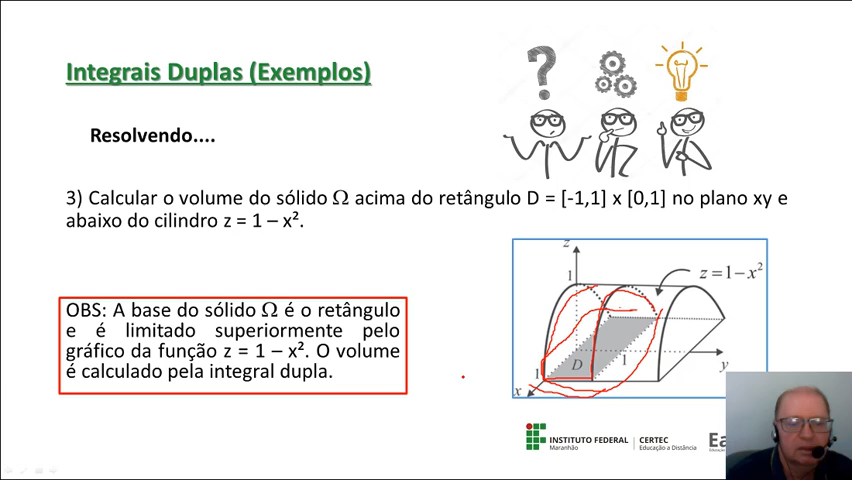 Integrais Duplas (Exemplos)
Resolvendo....
3) Calcular o volume do sólido Ω acima do retângulo D = [-1,1] x [0,1] no plano xy e
abaixo do cilindro z = 1 – x².
z
1
z = 1 – x²
OBS: A base do sólido Ω é o retângulo
e é limitado superiormente pelo
gráfico da função z = 1 – x². O volume
é calculado pela integral dupla.
D
1
y
1
x
INSTITUTO FEDERAL
Maranhão
CERTEC
Educação a Distância